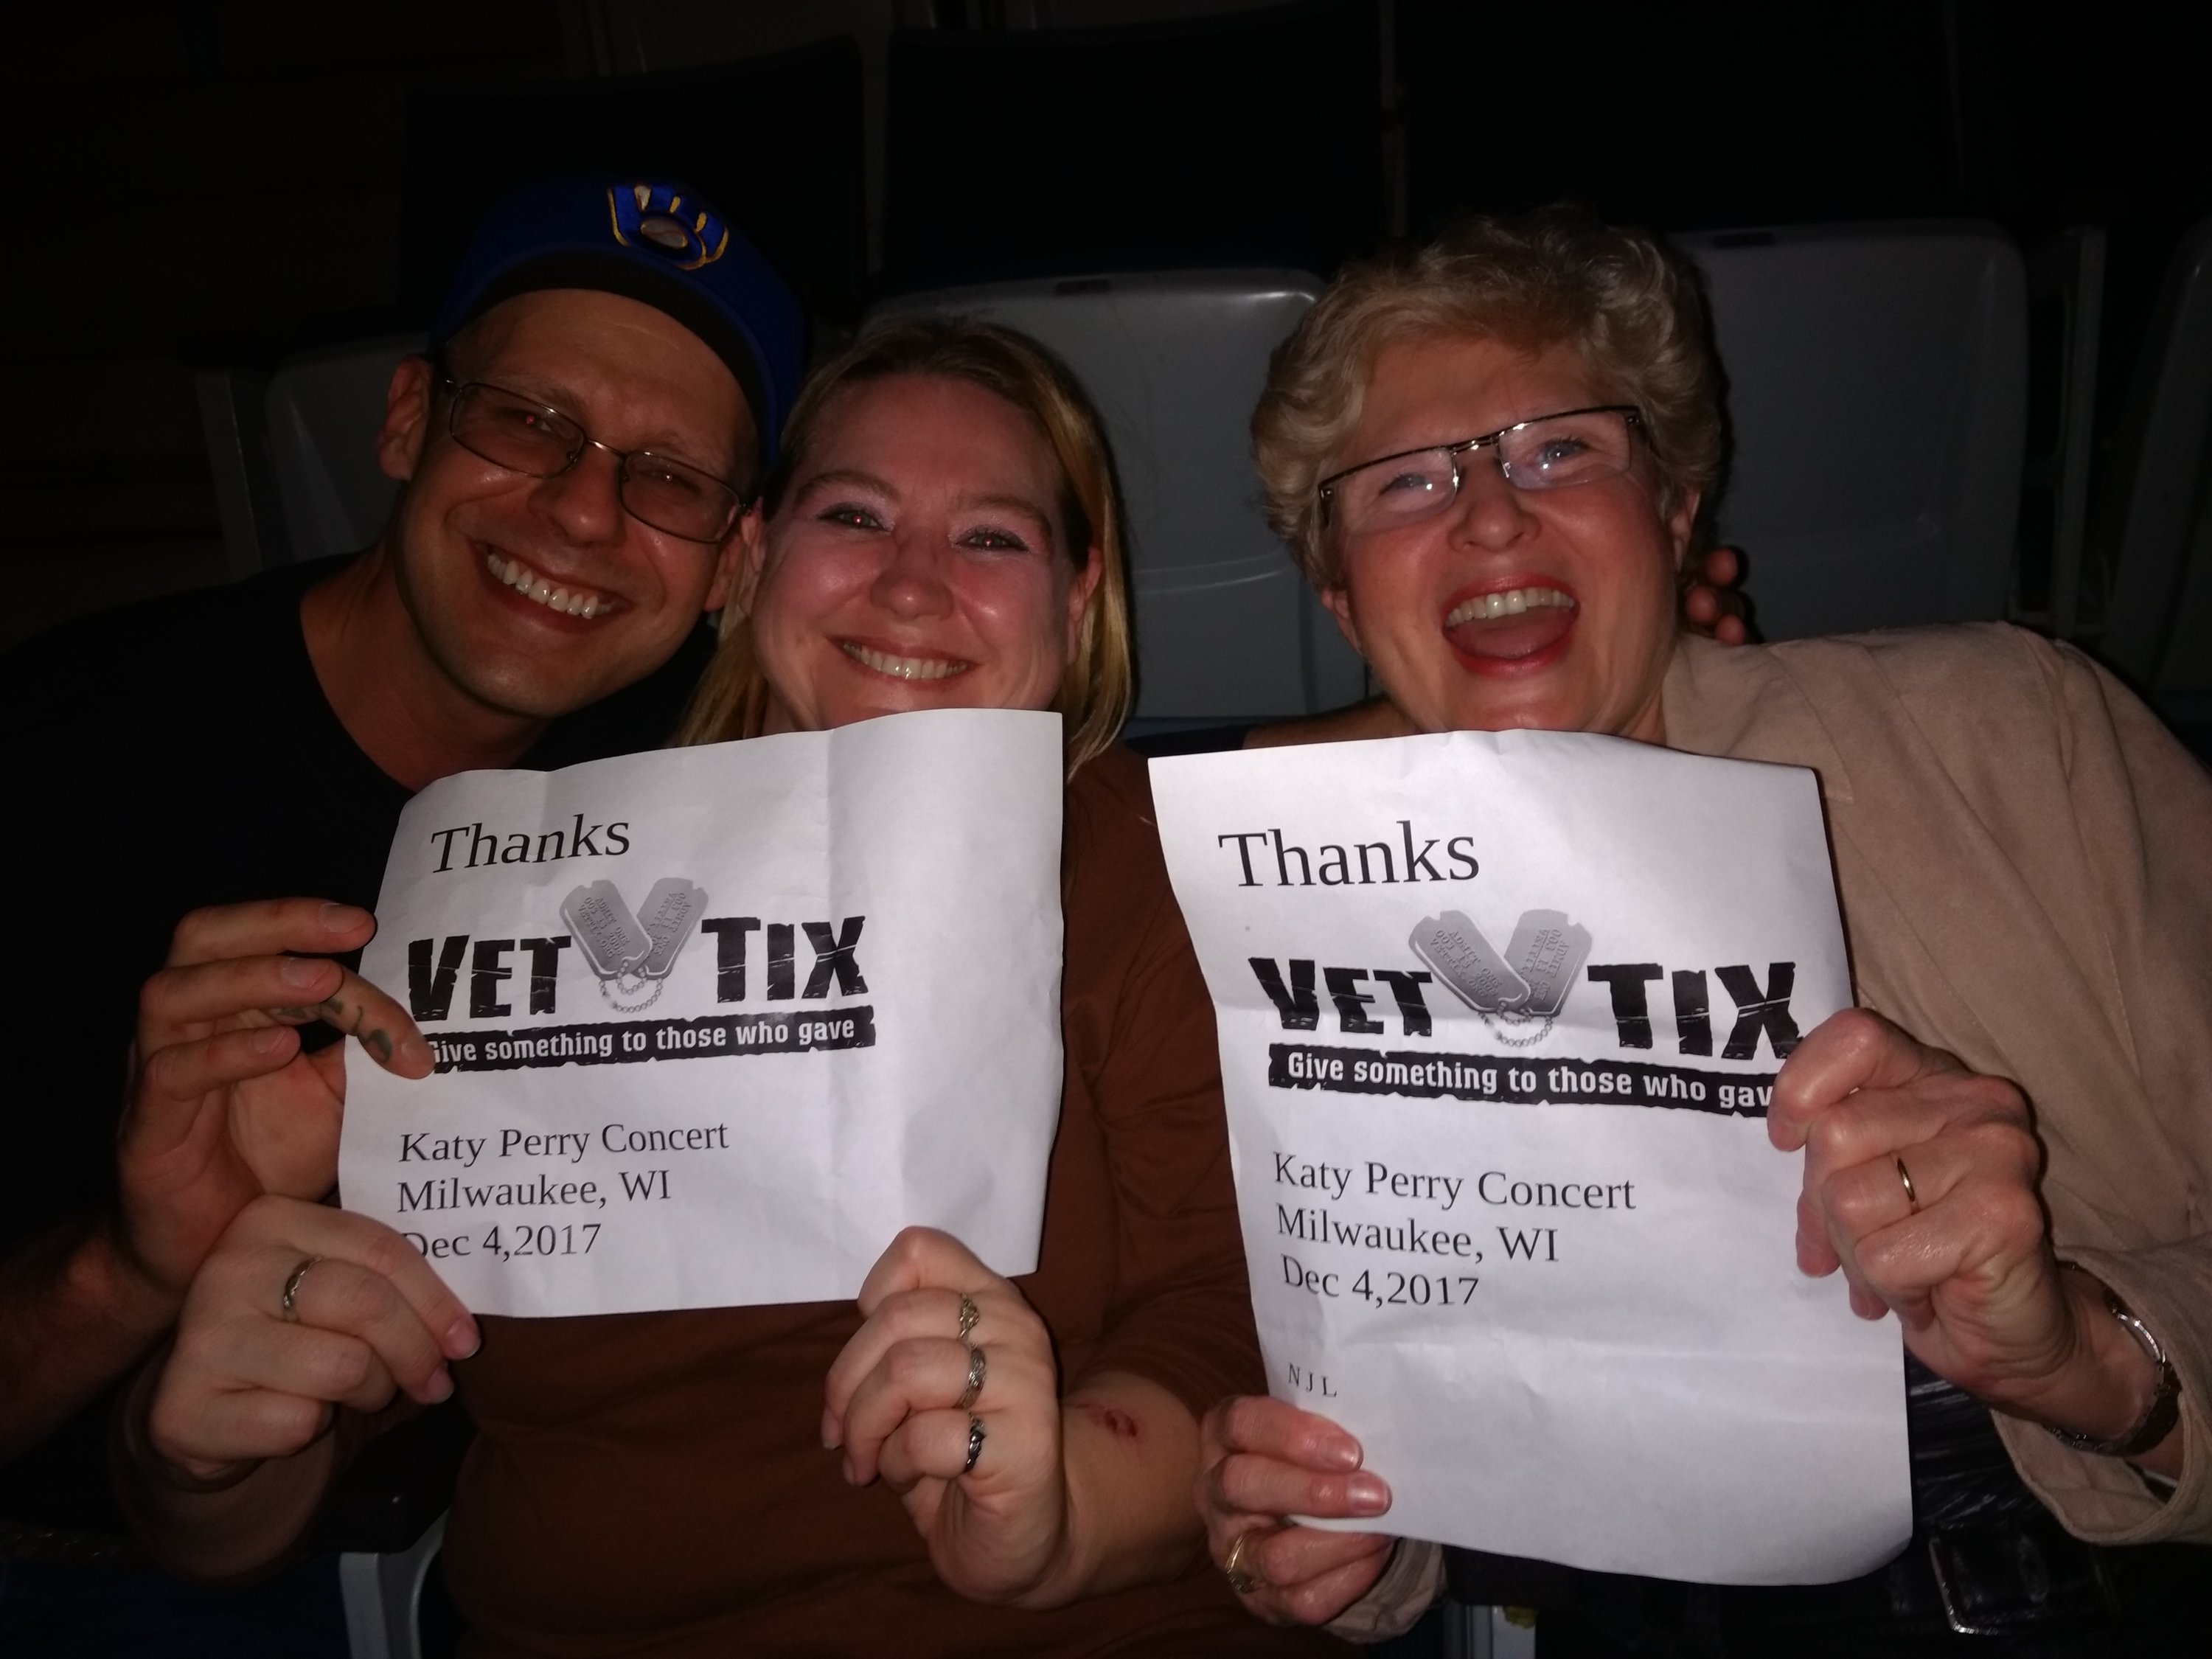 Thanks
VET TIX
Give something to those who gave
Katy Perry Concert
Milwaukee, WI
Dec 4,2017
Thanks
VET TIX
Give something to those who gav
Katy Perry Concert
Milwaukee, WI
Dec 4,2017
N J L